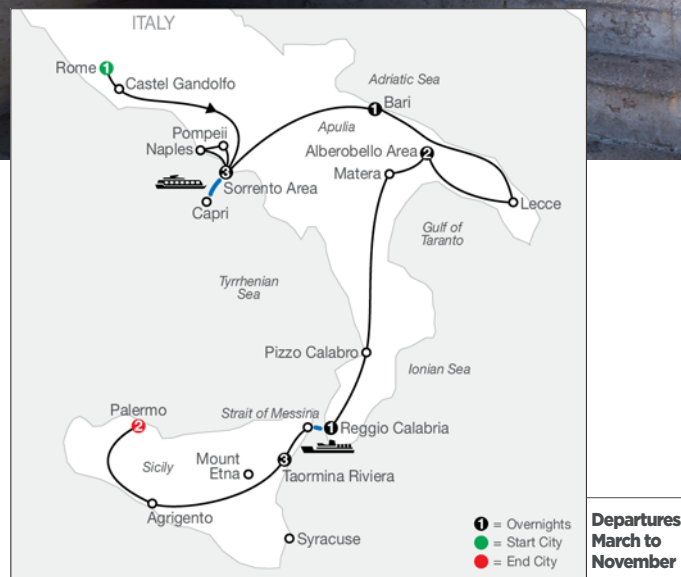 ITALY
Rome 1
Castel Gandolfo
Adriatic Sea
1 Bari
Apulia
Pompeii
Naples
Alberobello Area
2
Matera
3
Sorrento Area
Capri
Lecce
Gulf of
Taranto
Tyrrhenian
Sea
Pizzo Calabro
Ionian Sea
Palermo
2
Strait of Messina
1 Reggio Calabria
Sicily
Mount
Etna
3
Taormina Riviera
Agrigento
Syracuse
1 = Overnights
= Start City
= End City
Departures
March to
November